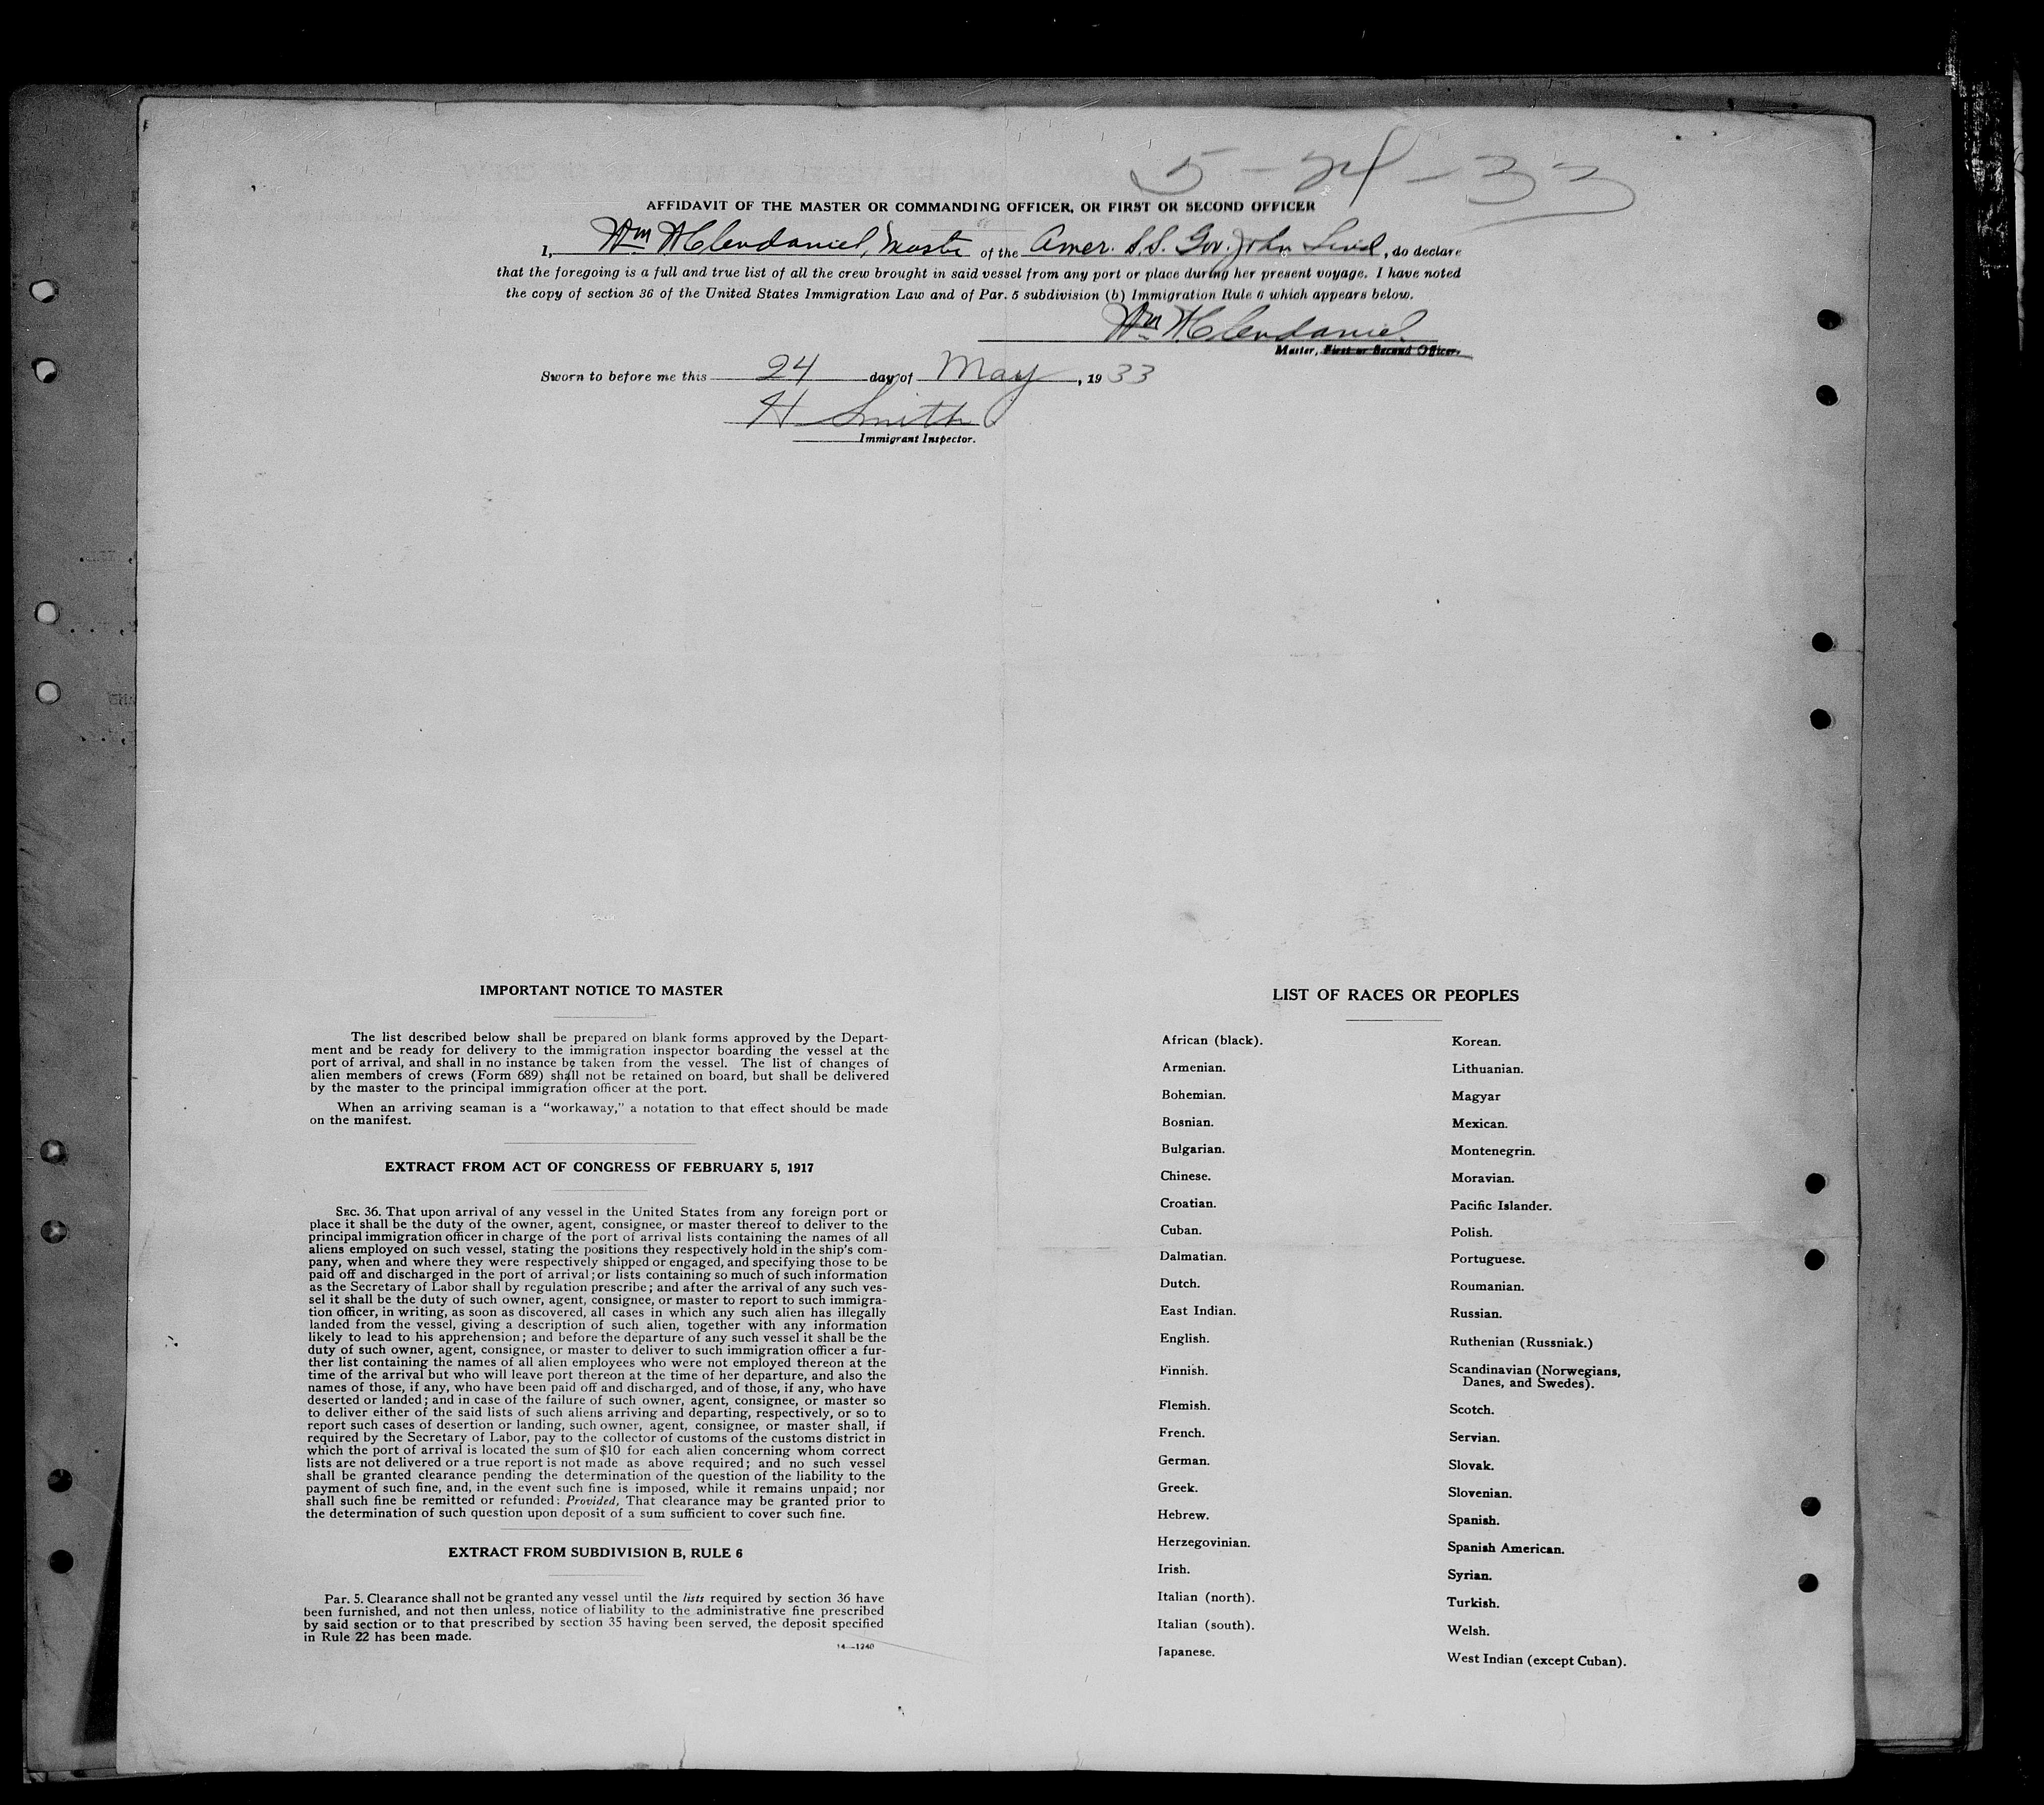 5-24-33
AFFIDAVIT OF THE MASTER OR COMMANDING OFFICER, OR FIRST OR SECOND OFFICER
I, Wm H Clendaniel, Master of the Amer. S.S. Gov. John Lind, do declare
that the foregoing is a full and true list of all the crew brought in said vessel from any port or place during her present voyage. I have noted
the copy of section 36 of the United States Immigration Law and of Par. 5 subdivision (b) Immigration Rule 6 which appears below.
Wm H Clendaniel.
Master, First or Second Officer.
Sworn to before me this 24 day of May, 1933
H Smith
Immigrant Inspector.
IMPORTANT NOTICE TO MASTER
The list described below shall be prepared on blank forms approved by the Depart-
ment and be ready for delivery to the immigration inspector boarding the vessel at the
port of arrival, and shall in no instance be taken from the vessel. The list of changes of
alien members of crews (Form 689) shall not be retained on board, but shall be delivered
by the master to the principal immigration officer at the port.
When an arriving seaman is a "workaway," a notation to that effect should be made
on the manifest.
EXTRACT FROM ACT OF CONGRESS OF FEBRUARY 5, 1917
SEC. 36. That upon arrival of any vessel in the United States from any foreign port or
place it shall be the duty of the owner, agent, consignee, or master thereof to deliver to the
principal immigration officer in charge of the port of arrival lists containing the names of all
aliens employed on such vessel, stating the positions they respectively hold in the ship's com-
pany, when and where they were respectively shipped or engaged, and specifying those to be
paid off and discharged in the port of arrival; or lists containing so much of such information
as the Secretary of Labor shall by regulation prescribe; and after the arrival of any such ves-
sel it shall be the duty of such owner, agent, consignee, or master to report to such immigra-
tion officer, in writing, as soon as discovered, all cases in which any such alien has illegally
landed from the vessel, giving a description of such alien, together with any information
likely to lead to his apprehension; and before the departure of any such vessel it shall be the
duty of such owner, agent, consignee, or master to deliver to such immigration officer a fur-
ther list containing the names of all alien employees who were not employed thereon at the
time of the arrival but who will leave port thereon at the time of her departure, and also the
names of those, if any, who have been paid off and discharged, and of those, if any, who have
deserted or landed; and in case of the failure of such owner, agent, consignee, or master so
to deliver either of the said lists of such aliens arriving and departing, respectively, or so to
report such cases of desertion or landing, such owner, agent, consignee, or master shall, if
required by the Secretary of Labor, pay to the collector of customs of the customs district in
which the port of arrival is located the sum of $10 for each alien concerning whom correct
lists are not delivered or a true report is not made as above required; and no such vessel
shall be granted clearance pending the determination of the question of the liability to the
payment of such fine, and, in the event such fine is imposed, while it remains unpaid; nor
shall such fine be remitted or refunded: Provided, That clearance may be granted prior to
the determination of such question upon deposit of a sum sufficient to cover such fine.
EXTRACT FROM SUBDIVISION B, RULE 6
Par. 5. Clearance shall not be granted any vessel until the lists required by section 36 have
been furnished, and not then unless, notice of liability to the administrative fine prescribed
by said section or to that prescribed by section 35 having been served, the deposit specified
in Rule 22 has been made.
14—1240
LIST OF RACES OR PEOPLES
African (black).
Armenian.
Bohemian.
Bosnian.
Bulgarian.
Chinese.
Croatian.
Cuban.
Dalmatian.
Dutch.
East Indian.
English.
Finnish.
Flemish.
French.
German.
Greek.
Hebrew.
Herzegovinian.
Irish.
Italian (north).
Italian (south).
Japanese.
Korean.
Lithuanian.
Magyar
Mexican.
Montenegrin.
Moravian.
Pacific Islander.
Polish.
Portuguese.
Roumanian.
Russian.
Ruthenian (Russniak.)
Scandinavian (Norwegians,
Danes, and Swedes).
Scotch.
Servian.
Slovak.
Slovenian.
Spanish.
Spanish American.
Syrian.
Turkish.
Welsh.
West Indian (except Cuban).